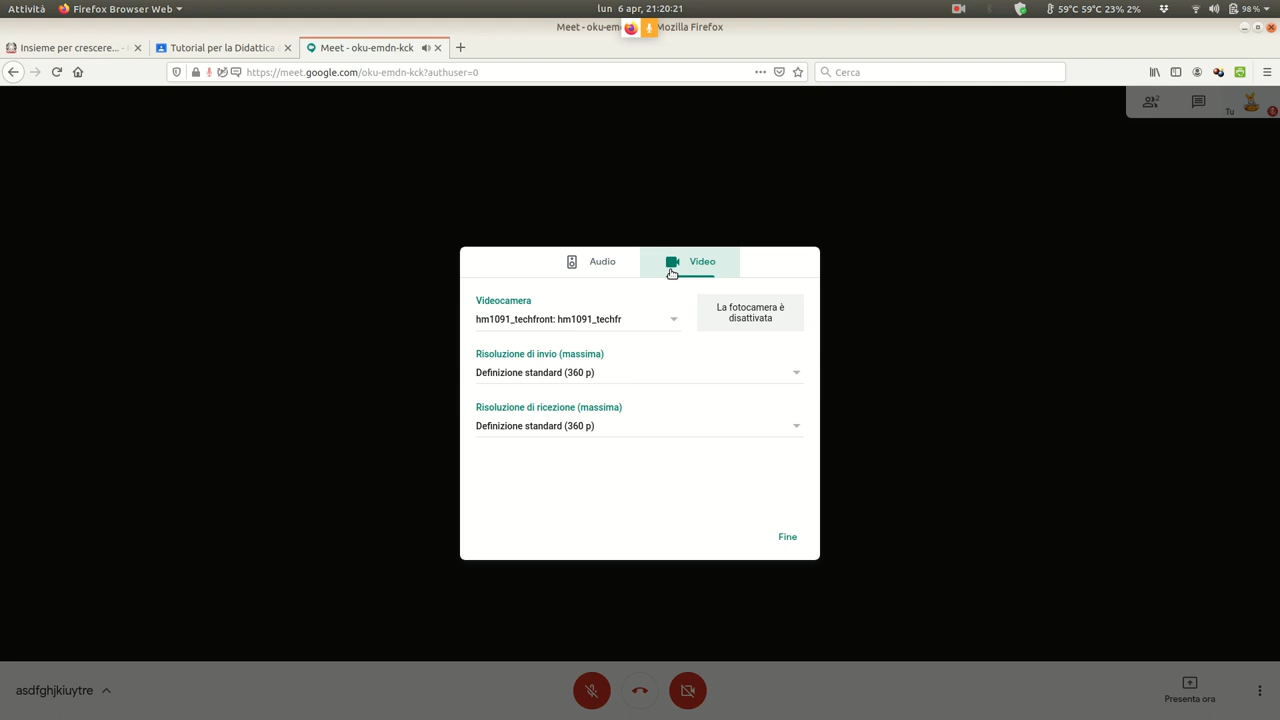 Attività Firefox Browser Web lun 6 apr, 21:20:21 59°C 59°C 23% 2% 98%
Meet - oku-em Mozilla Firefox
Insieme per crescere... -
Tutorial per la Didattica
Meet - oku-emdn-kck
https://meet.google.com/oku-emdn-kck?authuser=0
Cerca
2
Tu
Audio
Video
Videocamera
hm1091_techfront: hm1091_techfr
La fotocamera è
disattivata
Risoluzione di invio (massima)
Definizione standard (360 p)
Risoluzione di ricezione (massima)
Definizione standard (360 p)
Fine
asdfghjkiuytre
Presenta ora